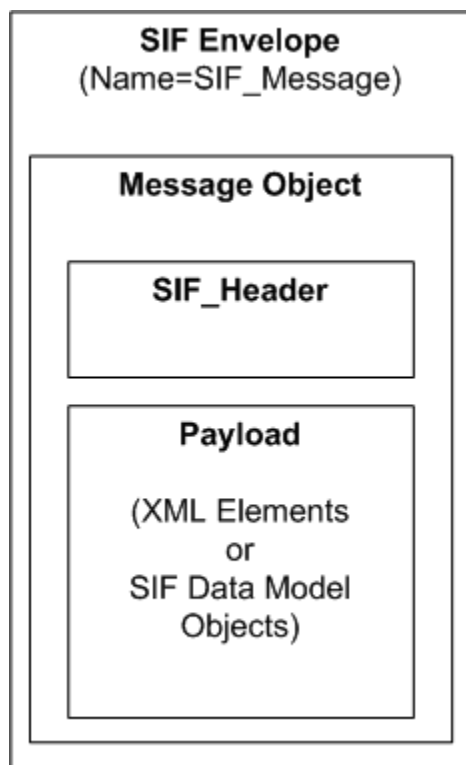 SIF Envelope
(Name=SIF_Message)
Message Object
SIF_Header
Payload
(XML Elements
or
SIF Data Model
Objects)